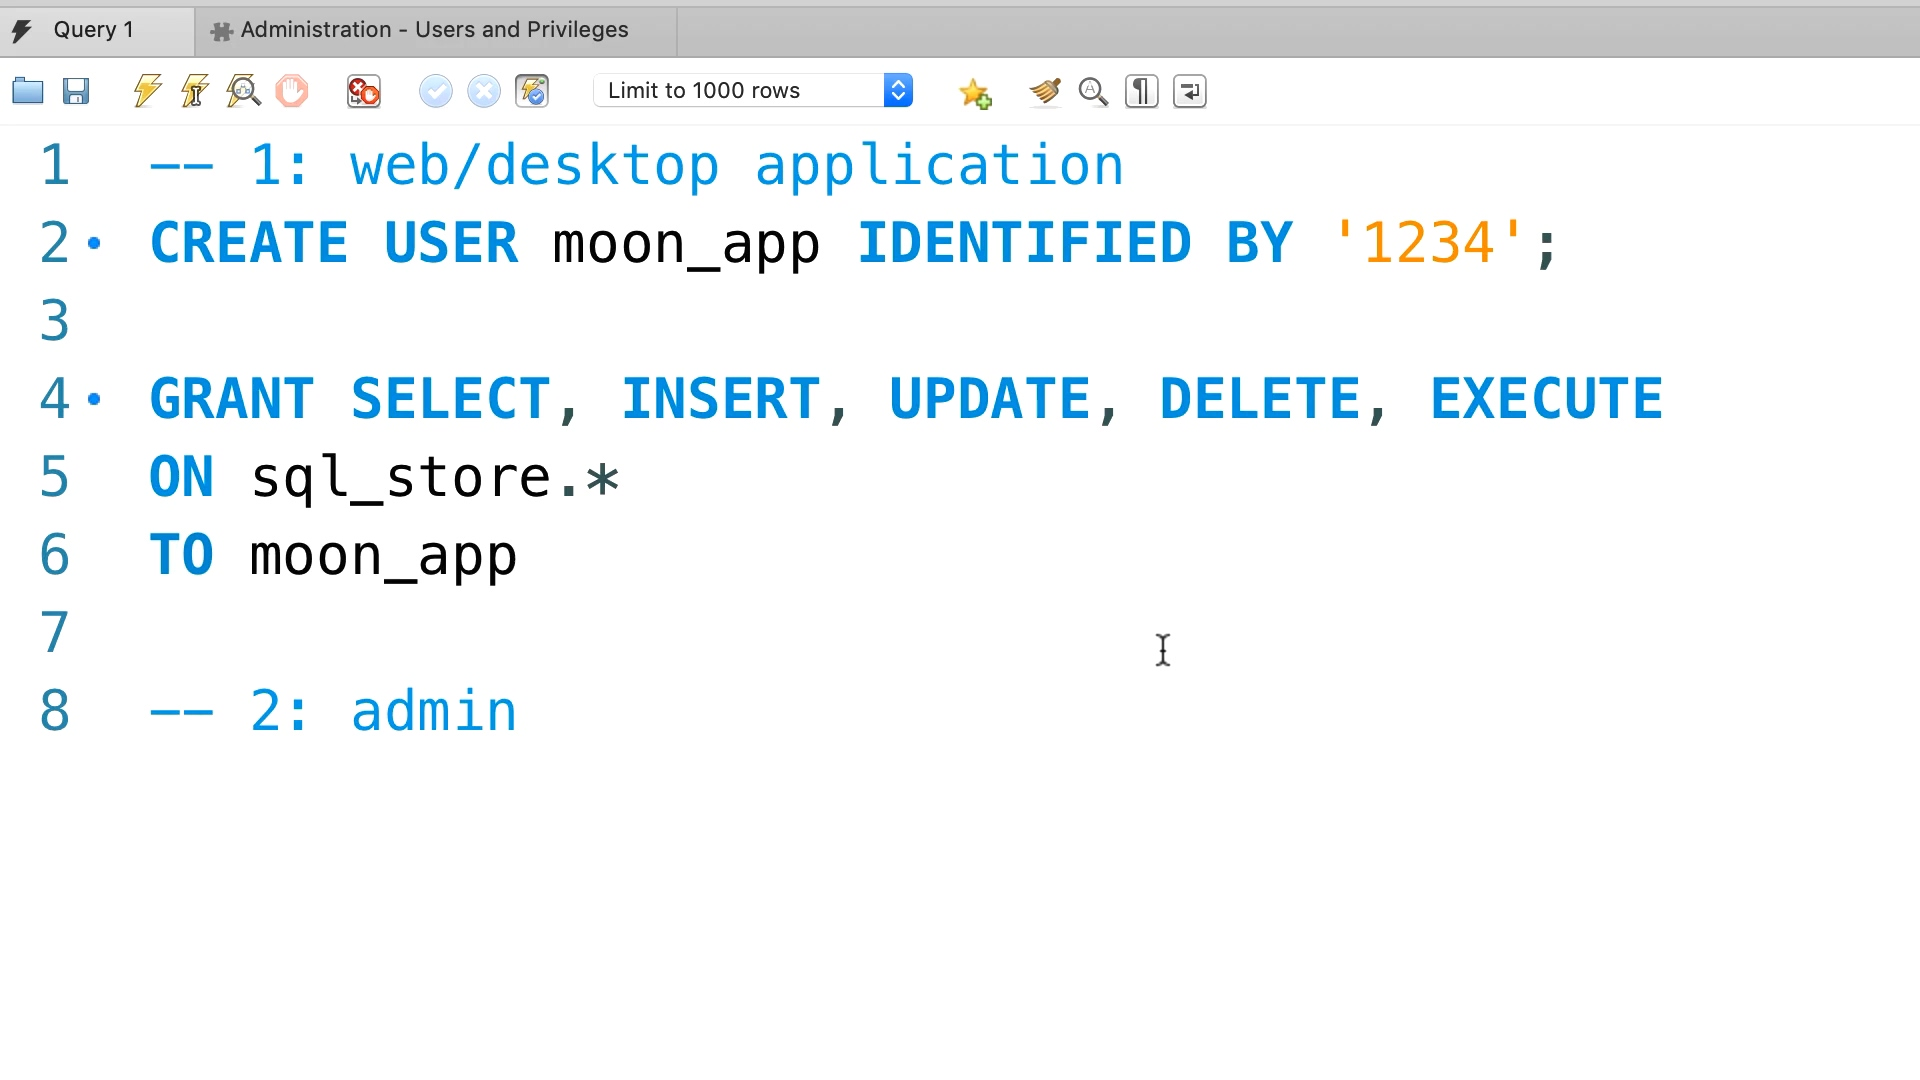 Query 1
Administration - Users and Privileges
Limit to 1000 rows
1 -- 1: web/desktop application
2 CREATE USER moon_app IDENTIFIED BY '1234';
3
4 GRANT SELECT, INSERT, UPDATE, DELETE, EXECUTE
5 ON sql_store.*
6 TO moon_app
7
8 -- 2: admin